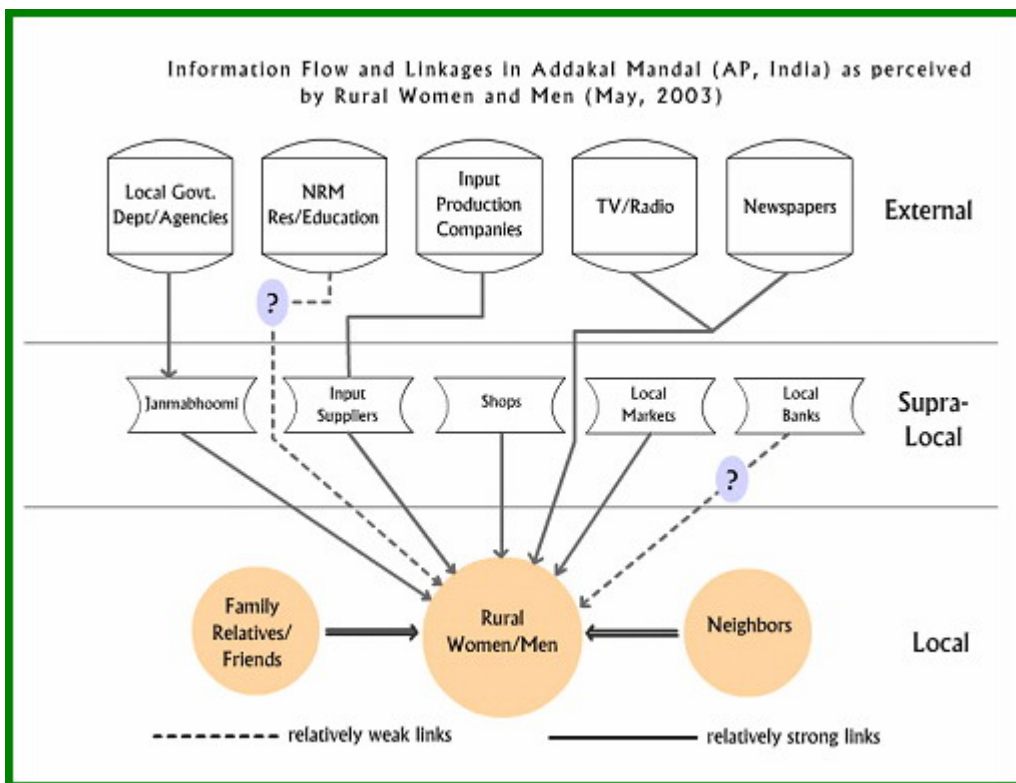 Information Flow and Linkages in Addakal Mandal (AP, India) as perceived
by Rural Women and Men (May, 2003)
Local Govt.
Dept/Agencies
NRM
Res/Education
Input
Production
Companies
TV/Radio
Newspapers
External
?
Janmabhoomi
Input
Suppliers
Shops
Local
Markets
Local
Banks
Supra-
Local
?
Family
Relatives/
Friends
Rural
Women/Men
Neighbors
Local
relatively weak links
relatively strong links